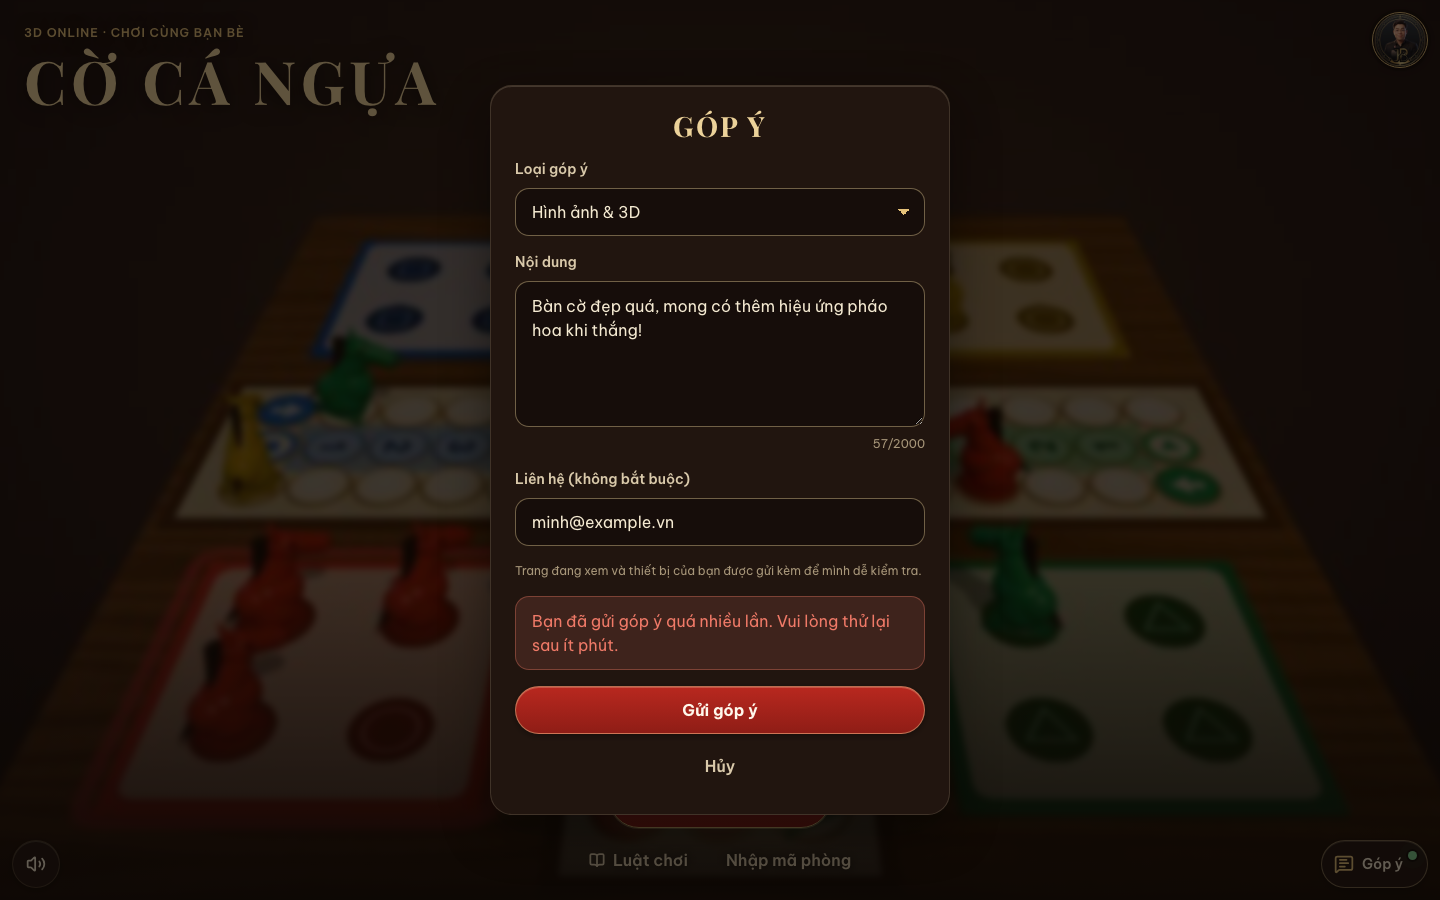 3D ONLINE · CHƠI CÙNG BẠN BÈ
CỜ CÁ NGỰA
GÓP Ý
Loại góp ý
Hình ảnh & 3D
Nội dung
Bàn cờ đẹp quá, mong có thêm hiệu ứng pháo
hoa khi thắng!
57/2000
Liên hệ (không bắt buộc)
minh@example.vn
Trang đang xem và thiết bị của bạn được gửi kèm để mình dễ kiểm tra.
Bạn đã gửi góp ý quá nhiều lần. Vui lòng thử lại
sau ít phút.
Gửi góp ý
Hủy
Luật chơi
Nhập mã phòng
Góp ý